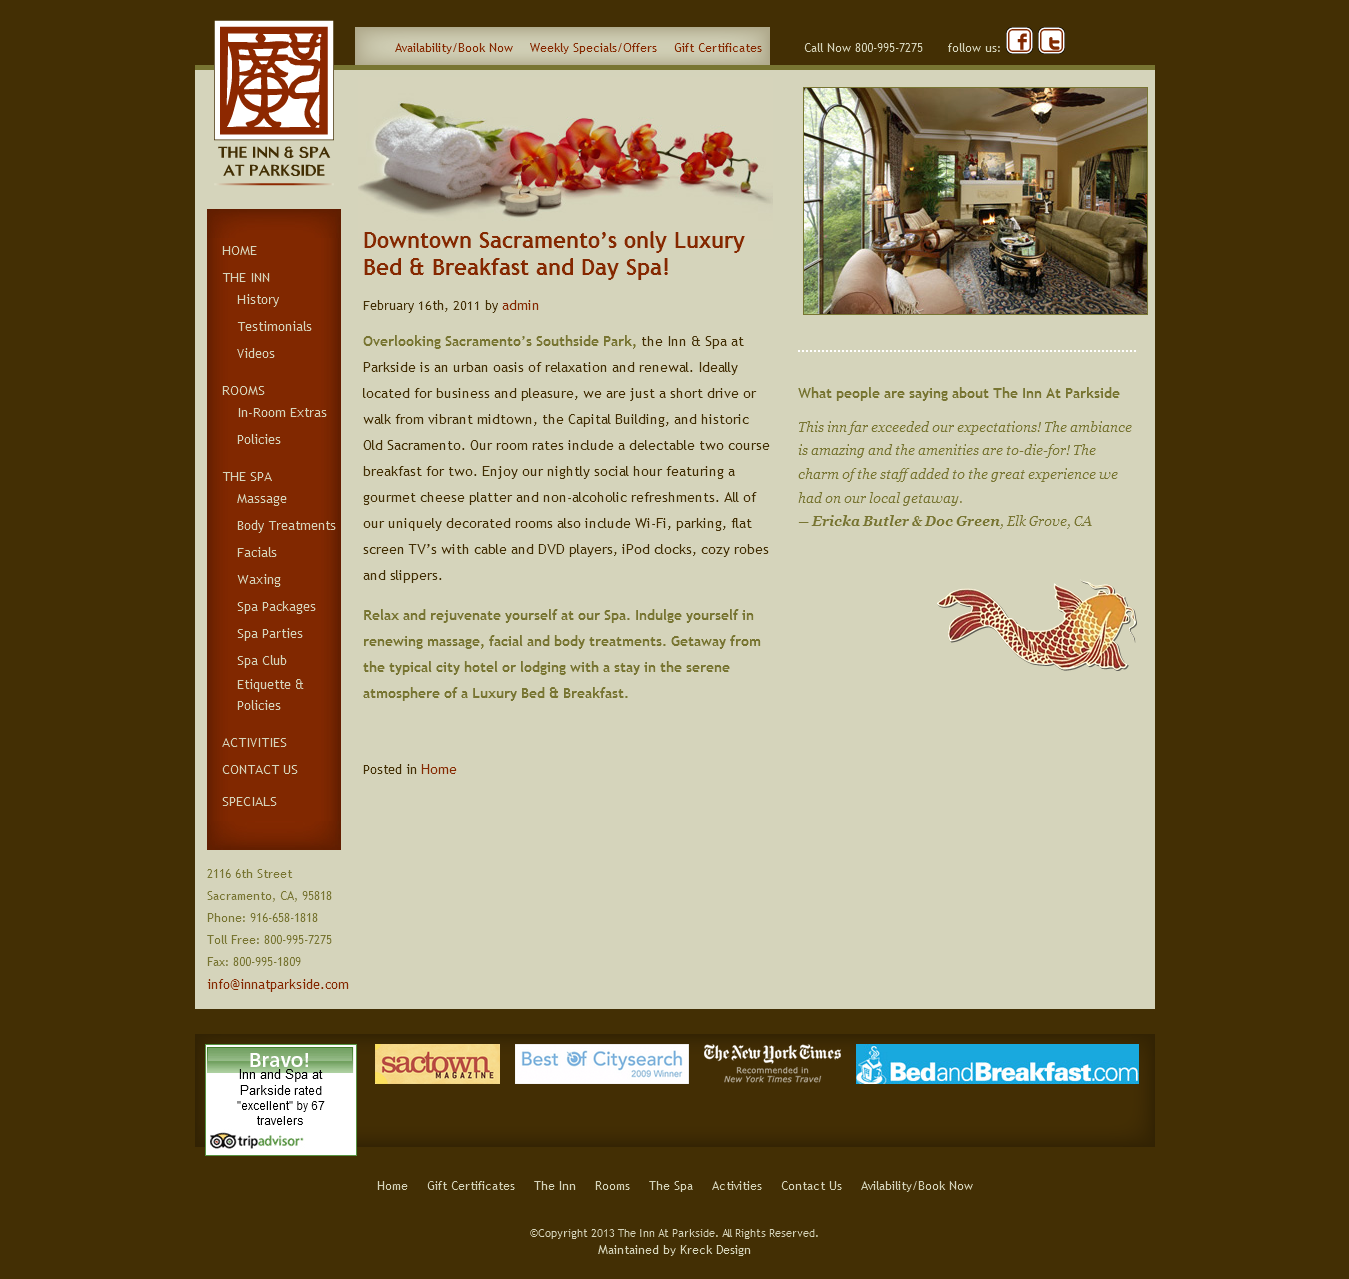 Availability/Book Now Weekly Specials/Offers Gift Certificates
Call Now 800-995-7275 follow us:
THE INN & SPA
AT PARKSIDE
HOME
THE INN
History
Testimonials
Videos
ROOMS
In-Room Extras
Policies
THE SPA
Massage
Body Treatments
Facials
Waxing
Spa Packages
Spa Parties
Spa Club
Etiquette &
Policies
ACTIVITIES
CONTACT US
SPECIALS
2116 6th Street
Sacramento, CA, 95818
Phone: 916-658-1818
Toll Free: 800-995-7275
Fax: 800-995-1809
info@innatparkside.com
Downtown Sacramento's only Luxury
Bed & Breakfast and Day Spa!
February 16th, 2011 by admin
Overlooking Sacramento's Southside Park, the Inn & Spa at
Parkside is an urban oasis of relaxation and renewal. Ideally
located for business and pleasure, we are just a short drive or
walk from vibrant midtown, the Capital Building, and historic
Old Sacramento. Our room rates include a delectable two course
breakfast for two. Enjoy our nightly social hour featuring a
gourmet cheese platter and non-alcoholic refreshments. All of
our uniquely decorated rooms also include Wi-Fi, parking, flat
screen TV's with cable and DVD players, iPod clocks, cozy robes
and slippers.
Relax and rejuvenate yourself at our Spa. Indulge yourself in
renewing massage, facial and body treatments. Getaway from
the typical city hotel or lodging with a stay in the serene
atmosphere of a Luxury Bed & Breakfast.
Posted in Home
What people are saying about The Inn At Parkside
This inn far exceeded our expectations! The ambiance
is amazing and the amenities are to-die-for! The
charm of the staff added to the great experience we
had on our local getaway.
— Ericka Butler & Doc Green, Elk Grove, CA
Bravo!
Inn and Spa at
Parkside rated
"excellent" by 67
travelers
tripadvisor
sactown
MAGAZINE
Best Of Citysearch
2009 Winner
The New York Times
Recommended in
New York Times Travel
BedandBreakfast.com
Home Gift Certificates The Inn Rooms The Spa Activities Contact Us Avilability/Book Now
©Copyright 2013 The Inn At Parkside. All Rights Reserved.
Maintained by Kreck Design